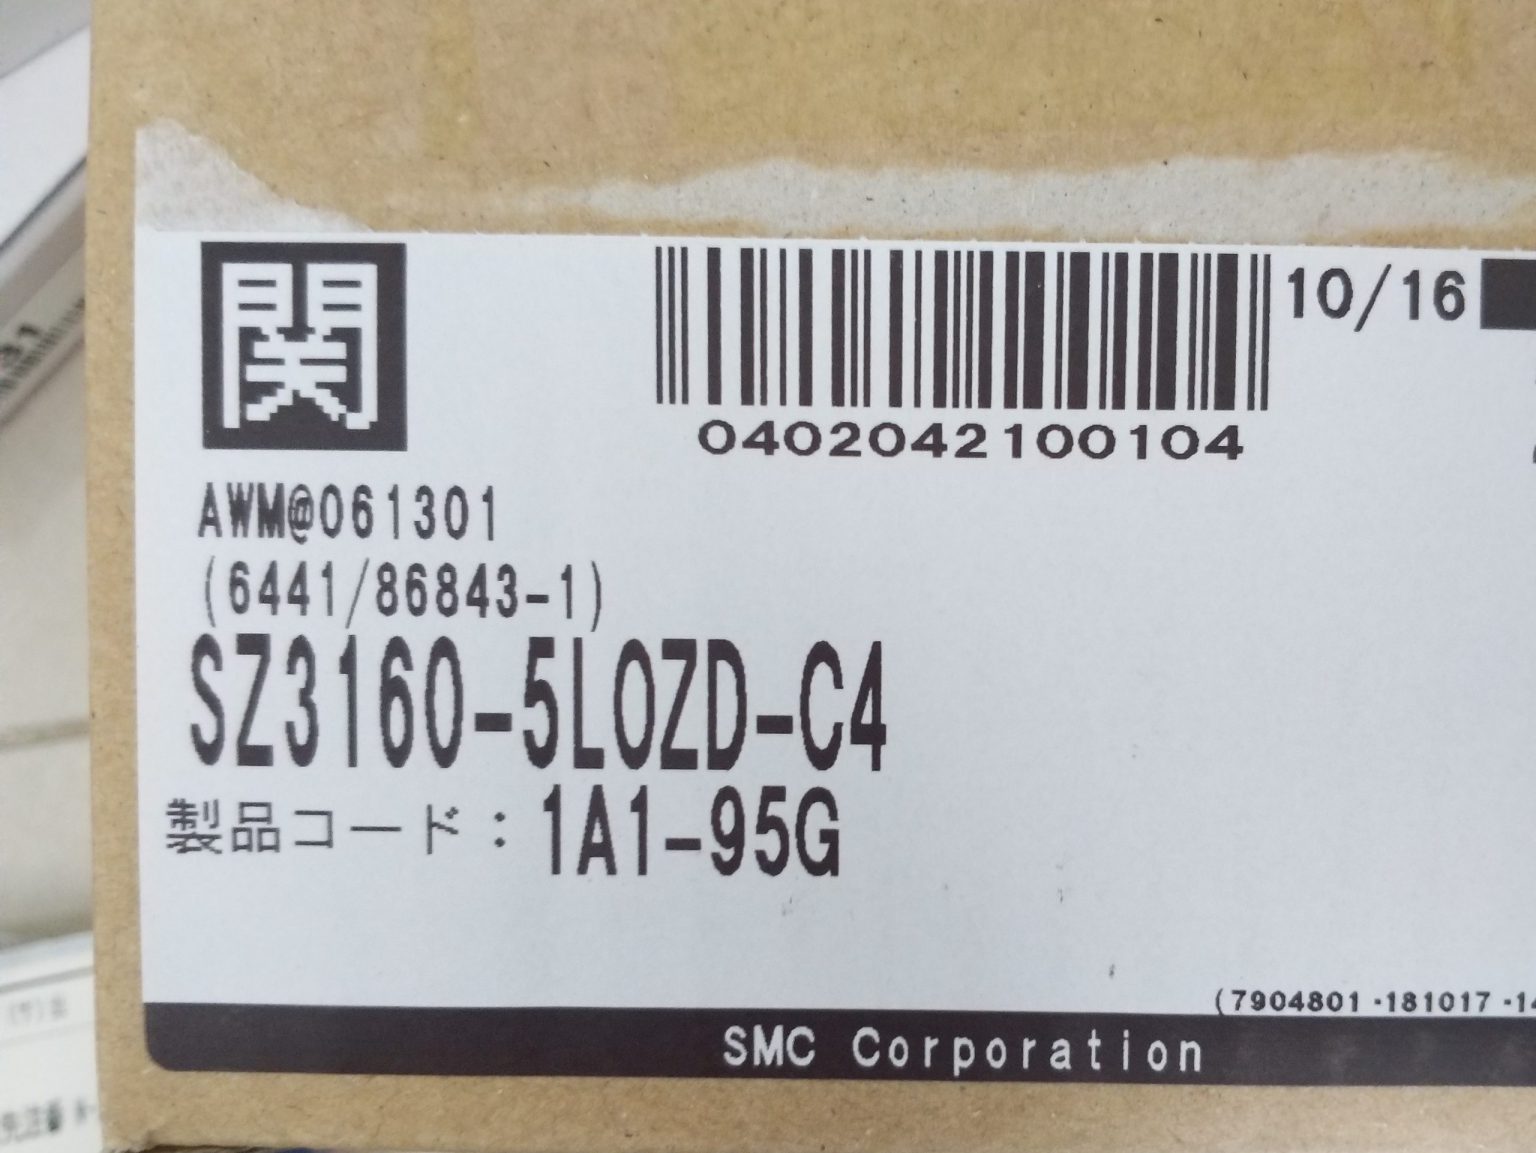 関
10/16
0402042100104
AWM@061301
(6441/86843-1)
SZ3160-5LOZD-C4
製品コード：1A1-95G
(7904801 -181017 -14
SMC Corporation